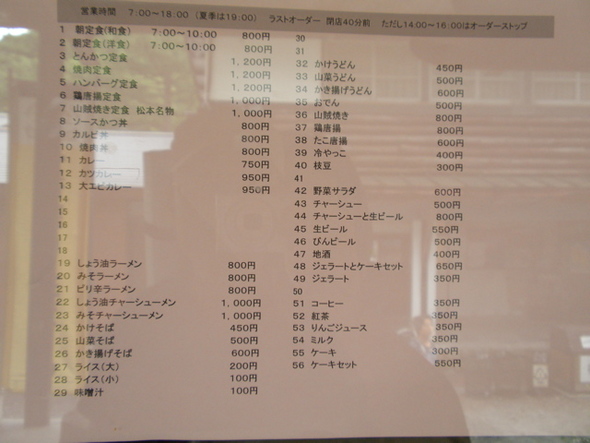 営業時間 7:00～18:00 (夏季は19:00) ラストオーダー 閉店40分前 ただし14:00～16:00はオーダーストップ
1 朝定食(和食) 7:00～10:00 800円
2 朝定食(洋食) 7:00～10:00 800円
3 とんかつ定食 1,200円
4 焼肉定食 1,200円
5 ハンバーグ定食 1,200円
6 鶏唐揚定食 1,000円
7 山賊焼き定食 松本名物 1,000円
8 ソースかつ丼 800円
9 カルビ丼 800円
10 焼肉丼 800円
11 カレー 750円
12 カツカレー 950円
13 大エビカレー 950円
14
15
16
17
18
19 しょう油ラーメン 800円
20 みそラーメン 800円
21 ピリ辛ラーメン 800円
22 しょう油チャーシューメン 1,000円
23 みそチャーシューメン 1,000円
24 かけそば 450円
25 山菜そば 500円
26 かき揚げそば 600円
27 ライス(大) 200円
28 ライス(小) 100円
29 味噌汁 100円
30
31
32 かけうどん 450円
33 山菜うどん 500円
34 かき揚げうどん 600円
35 おでん 500円
36 山賊焼き 800円
37 鶏唐揚 800円
38 たこ唐揚 600円
39 冷やっこ 400円
40 枝豆 300円
41
42 野菜サラダ 600円
43 チャーシュー 500円
44 チャーシューと生ビール 800円
45 生ビール 550円
46 びんビール 500円
47 地酒 400円
48 ジェラートとケーキセット 650円
49 ジェラート 350円
50
51 コーヒー 350円
52 紅茶 350円
53 りんごジュース 350円
54 ミルク 350円
55 ケーキ 300円
56 ケーキセット 550円